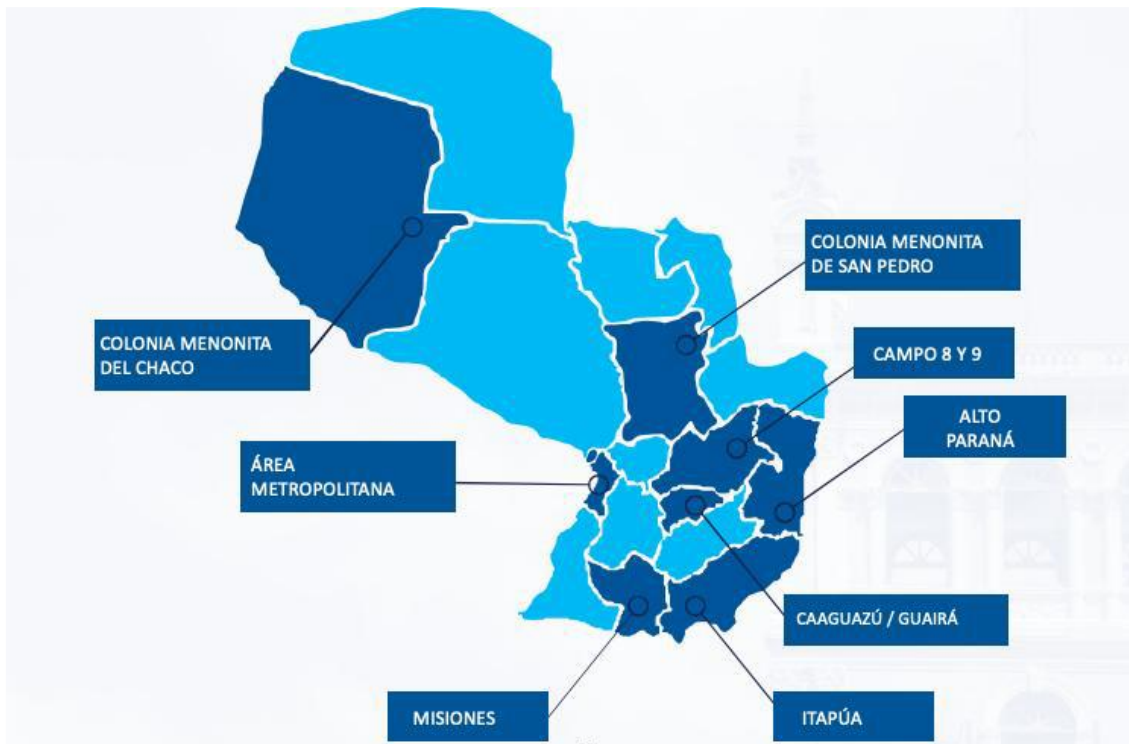 COLONIA MENONITA
DE SAN PEDRO
COLONIA MENONITA
DEL CHACO
CAMPO 8 Y 9
ALTO
PARANÁ
ÁREA
METROPOLITANA
CAAGUAZÚ / GUAIRÁ
MISIONES
ITAPÚA